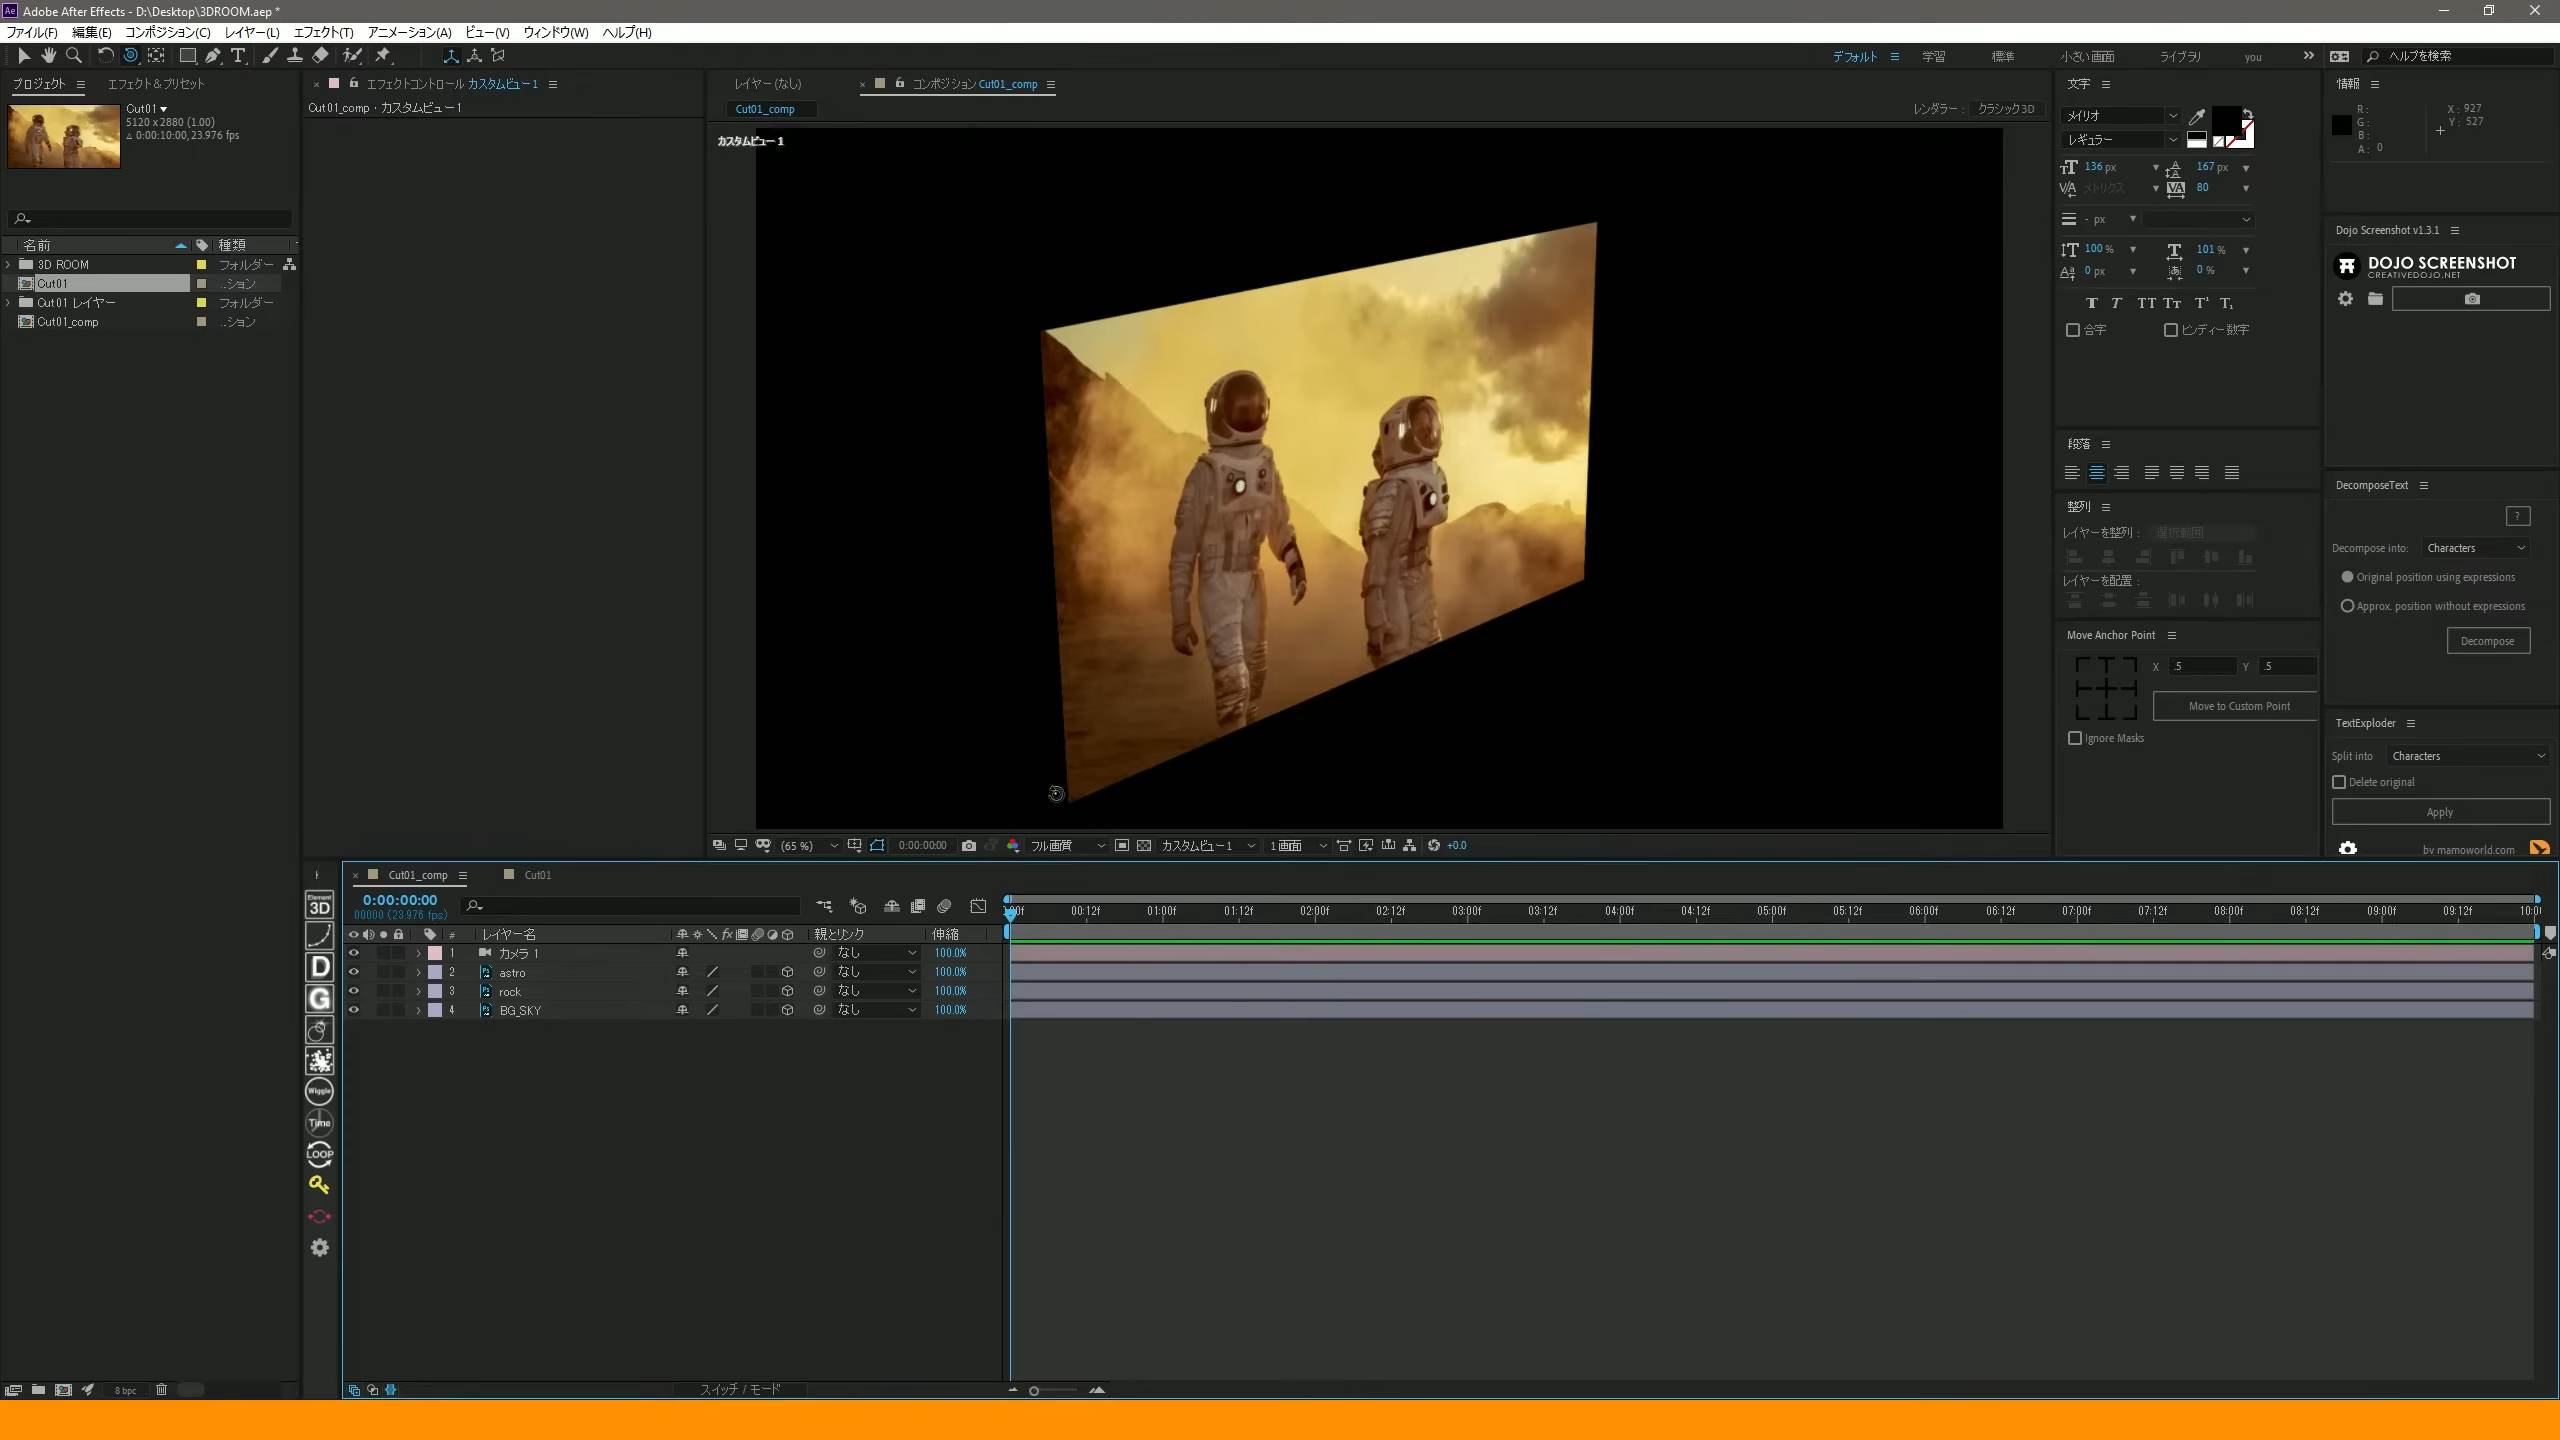 Adobe After Effects - D:\Desktop\3DROOM.aep *
ファイル(F) 編集(E) コンポジション(C) レイヤー(L) エフェクト(T) アニメーション(A) ビュー(V) ウィンドウ(W) ヘルプ(H)
デフォルト 学習 標準 小さい画面 ライブラリ you ヘルプを検索
プロジェクト エフェクト＆プリセット
Cut01
5120 x 2880 (1.00)
△ 0:00:10:00, 23.976 fps
名前 種類
3D ROOM フォルダー
Cut01 ...ション
Cut01 レイヤー フォルダー
Cut01_comp ...ション
8 bpc
エフェクトコントロール カスタムビュー1
Cut01_comp・カスタムビュー1
レイヤー (なし) コンポジション Cut01_comp
Cut01_comp
レンダラー： クラシック3D
カスタムビュー 1
(65 %) 0:00:00:00 フル画質 カスタムビュー1 1画面 +0.0
文字
メイリオ
レギュラー
136 px 167 px
メトリクス 80
- px
100 % 101 %
0 px 0 %
合字 ヒンディー数字
段落
整列
レイヤーを整列： 選択範囲
レイヤーを配置：
Move Anchor Point
X .5 Y .5
Move to Custom Point
Ignore Masks
情報
R :
G :
B :
A : 0
X : 927
Y : 527
Dojo Screenshot v1.3.1
DOJO SCREENSHOT
CREATIVEDOJO.NET
DecomposeText
?
Decompose into: Characters
Original position using expressions
Approx. position without expressions
Decompose
TextExploder
Split into Characters
Delete original
Apply
by mamoworld.com
Element
3D
D
G
Wiggle
Time
LOOP
Cut01_comp Cut01
0:00:00:00
00000 (23.976 fps)
:00f 00:12f 01:00f 01:12f 02:00f 02:12f 03:00f 03:12f 04:00f 04:12f 05:00f 05:12f 06:00f 06:12f 07:00f 07:12f 08:00f 08:12f 09:00f 09:12f 10:0
# レイヤー名 fx 親とリンク 伸縮
1 カメラ 1 なし 100.0%
2 astro なし 100.0%
3 rock なし 100.0%
4 BG_SKY なし 100.0%
スイッチ / モード